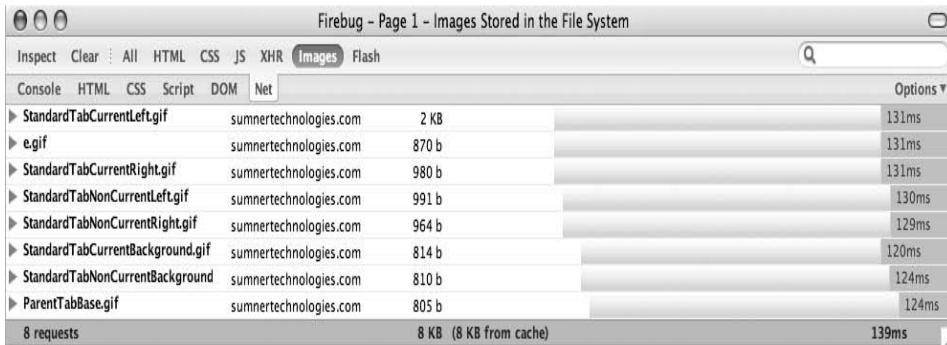 Firebug – Page 1 – Images Stored in the File System
Inspect Clear All HTML CSS JS XHR Images Flash
Console HTML CSS Script DOM Net Options
StandardTabCurrentLeft.gif sumnertechnologies.com 2 KB 131ms
e.gif sumnertechnologies.com 870 b 131ms
StandardTabCurrentRight.gif sumnertechnologies.com 980 b 131ms
StandardTabNonCurrentLeft.gif sumnertechnologies.com 991 b 130ms
StandardTabNonCurrentRight.gif sumnertechnologies.com 964 b 129ms
StandardTabCurrentBackground.gif sumnertechnologies.com 814 b 120ms
StandardTabNonCurrentBackground sumnertechnologies.com 810 b 124ms
ParentTabBase.gif sumnertechnologies.com 805 b 124ms
8 requests 8 KB (8 KB from cache) 139ms